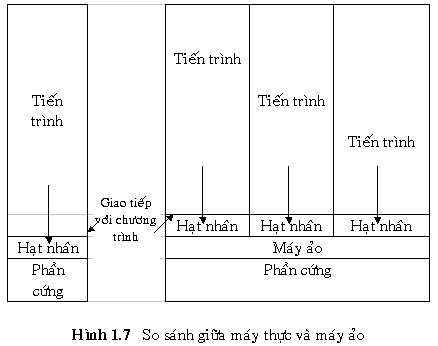 Tiến
trình
Tiến trình
Tiến trình
Tiến trình
Giao tiếp
với chương
trình
Hạt nhân
Phần
cứng
Hạt nhân
Hạt nhân
Hạt nhân
Máy ảo
Phần cứng
Hình 1.7 So sánh giữa máy thực và máy ảo